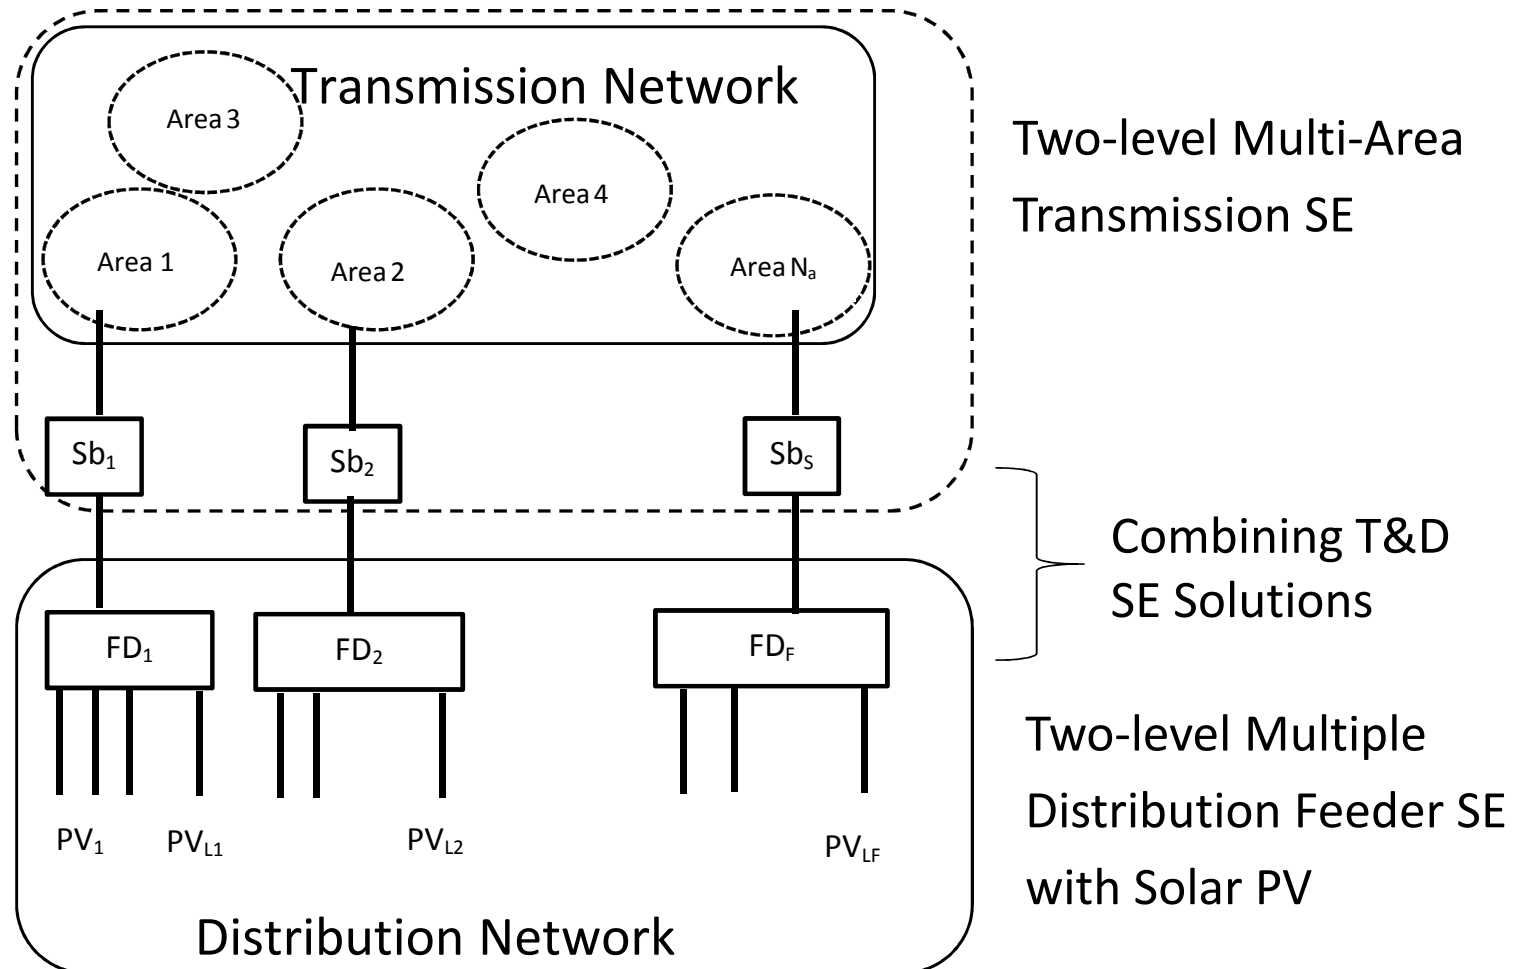 Transmission Network
Area 3
Area 4
Area 1
Area 2
Area Nₐ
Two-level Multi-Area
Transmission SE
Sb₁
Sb₂
Sb_S
Combining T&D
SE Solutions
FD₁
FD₂
FD_F
PV₁
PV_L1
PV_L2
PV_LF
Two-level Multiple
Distribution Feeder SE
with Solar PV
Distribution Network